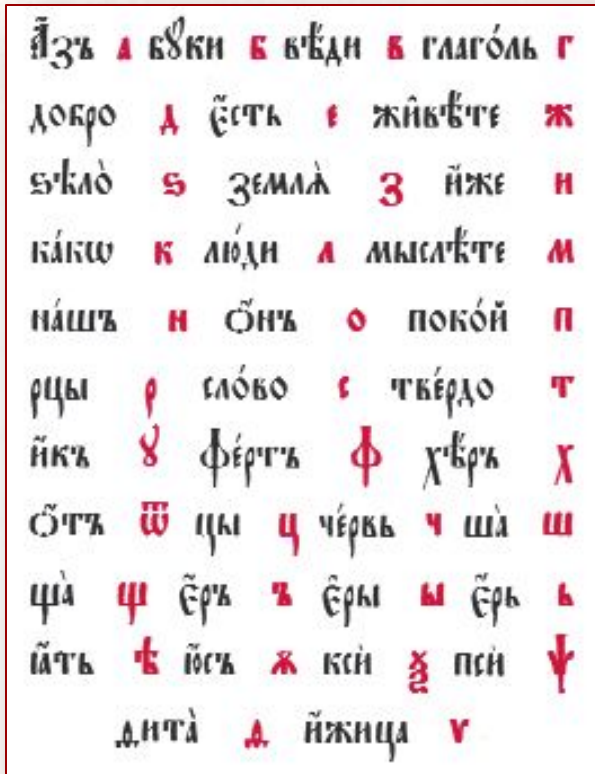 А҆́зъ а бꙋ́ки б вѣ́ди в глаго́ль г
добро д є҆́сть е живѣ́те ж
ѕѣлѡ̀ ѕ землѧ̀ з и҆́же и
ка́кѡ к лю́ди л мыслѣ́те м
на́шъ н ѻ҆́нъ о поко́й п
рцы р сло́во с тве́рдо т
и҆́къ ꙋ фе́ртъ ф хѣ́ръ х
ѻ҆́тъ ѿ цы ц че́рвь ч ша̀ ш
ща̀ щ є҆́ръ ъ є҆ры ы є҆́рь ь
ꙗ҆́ть ѣ ю҆́съ ѫ ксѝ ѯ псѝ ѱ
ѳита̀ ѳ и҆́жица ѵ